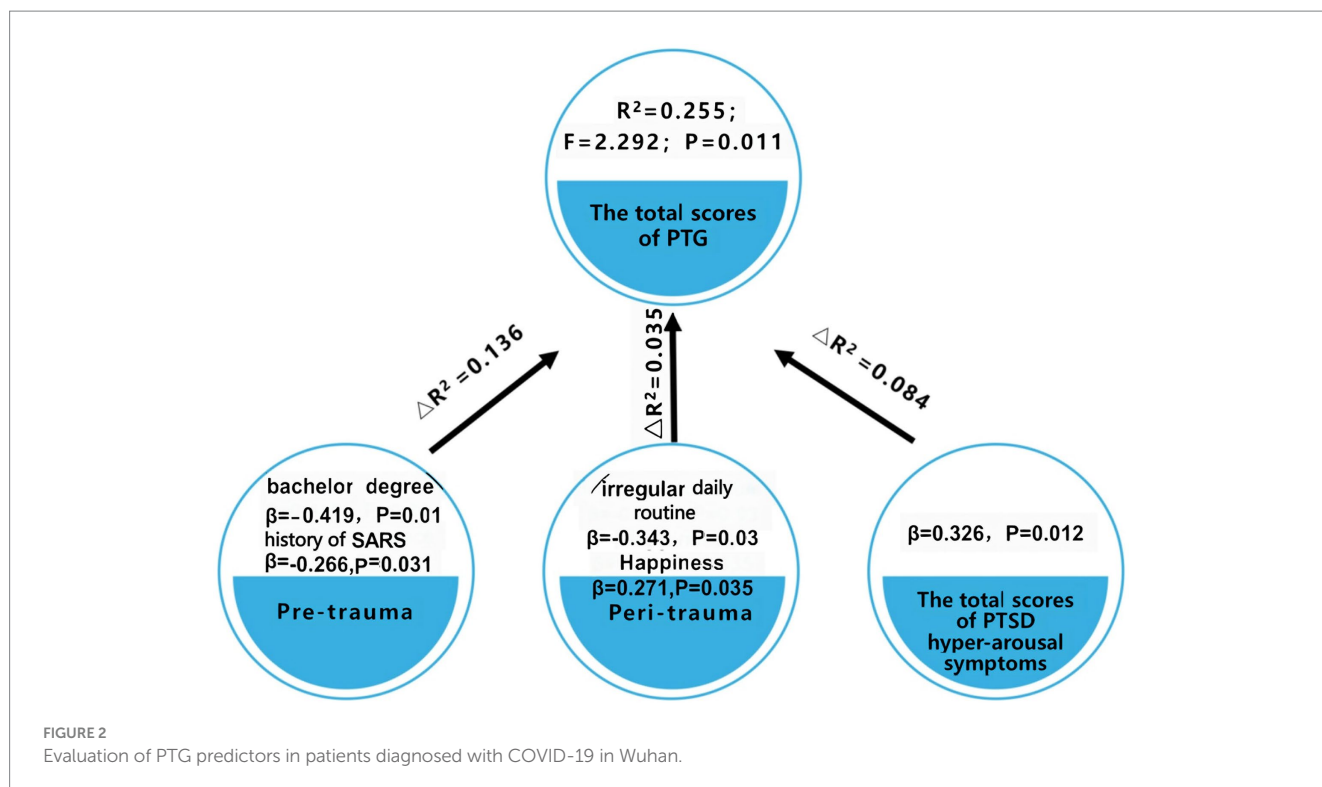 R²=0.255;
F=2.292; P=0.011
The total scores
of PTG
△R²=0.136
△R²=0.035
△R²=0.084
bachelor degree
β=-0.419, P=0.01
history of SARS
β=-0.266,P=0.031
Pre-trauma
irregular daily
routine
β=-0.343, P=0.03
Happiness
β=0.271,P=0.035
Peri-trauma
β=0.326, P=0.012
The total scores
of PTSD
hyper-arousal
symptoms
FIGURE 2
Evaluation of PTG predictors in patients diagnosed with COVID-19 in Wuhan.